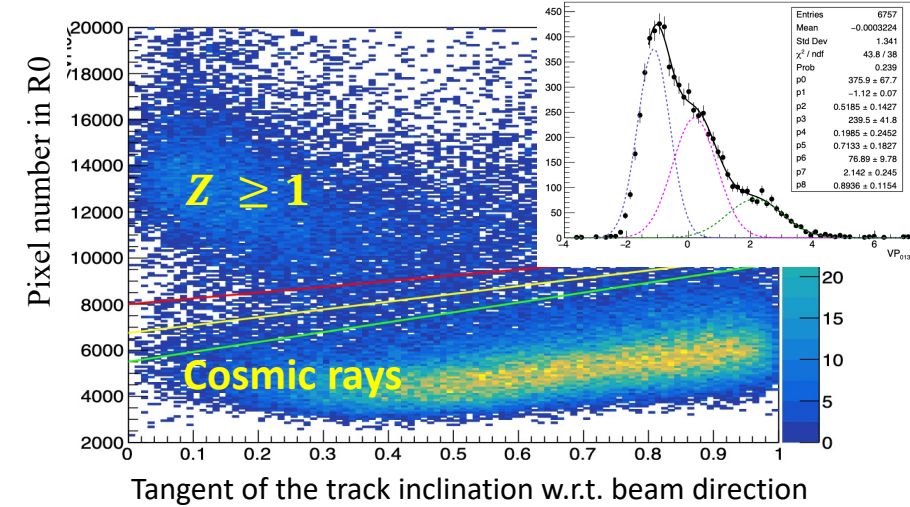 Pixel number in R0
20000
18000
16000
14000
12000
10000
8000
6000
4000
2000
0 0.1 0.2 0.3 0.4 0.5 0.6 0.7 0.8 0.9 1
Z ≥ 1
Cosmic rays
Tangent of the track inclination w.r.t. beam direction
20
15
10
5
0
450
400
350
300
250
200
150
100
50
0
−4 −2 0 2 4 6
VP013
Entries 6757
Mean −0.0003224
Std Dev 1.341
χ² / ndf 43.8 / 38
Prob 0.239
p0 375.9 ± 67.7
p1 −1.12 ± 0.07
p2 0.5185 ± 0.1427
p3 239.5 ± 41.8
p4 0.1985 ± 0.2452
p5 0.7133 ± 0.1827
p6 76.89 ± 9.78
p7 2.142 ± 0.245
p8 0.8936 ± 0.1154